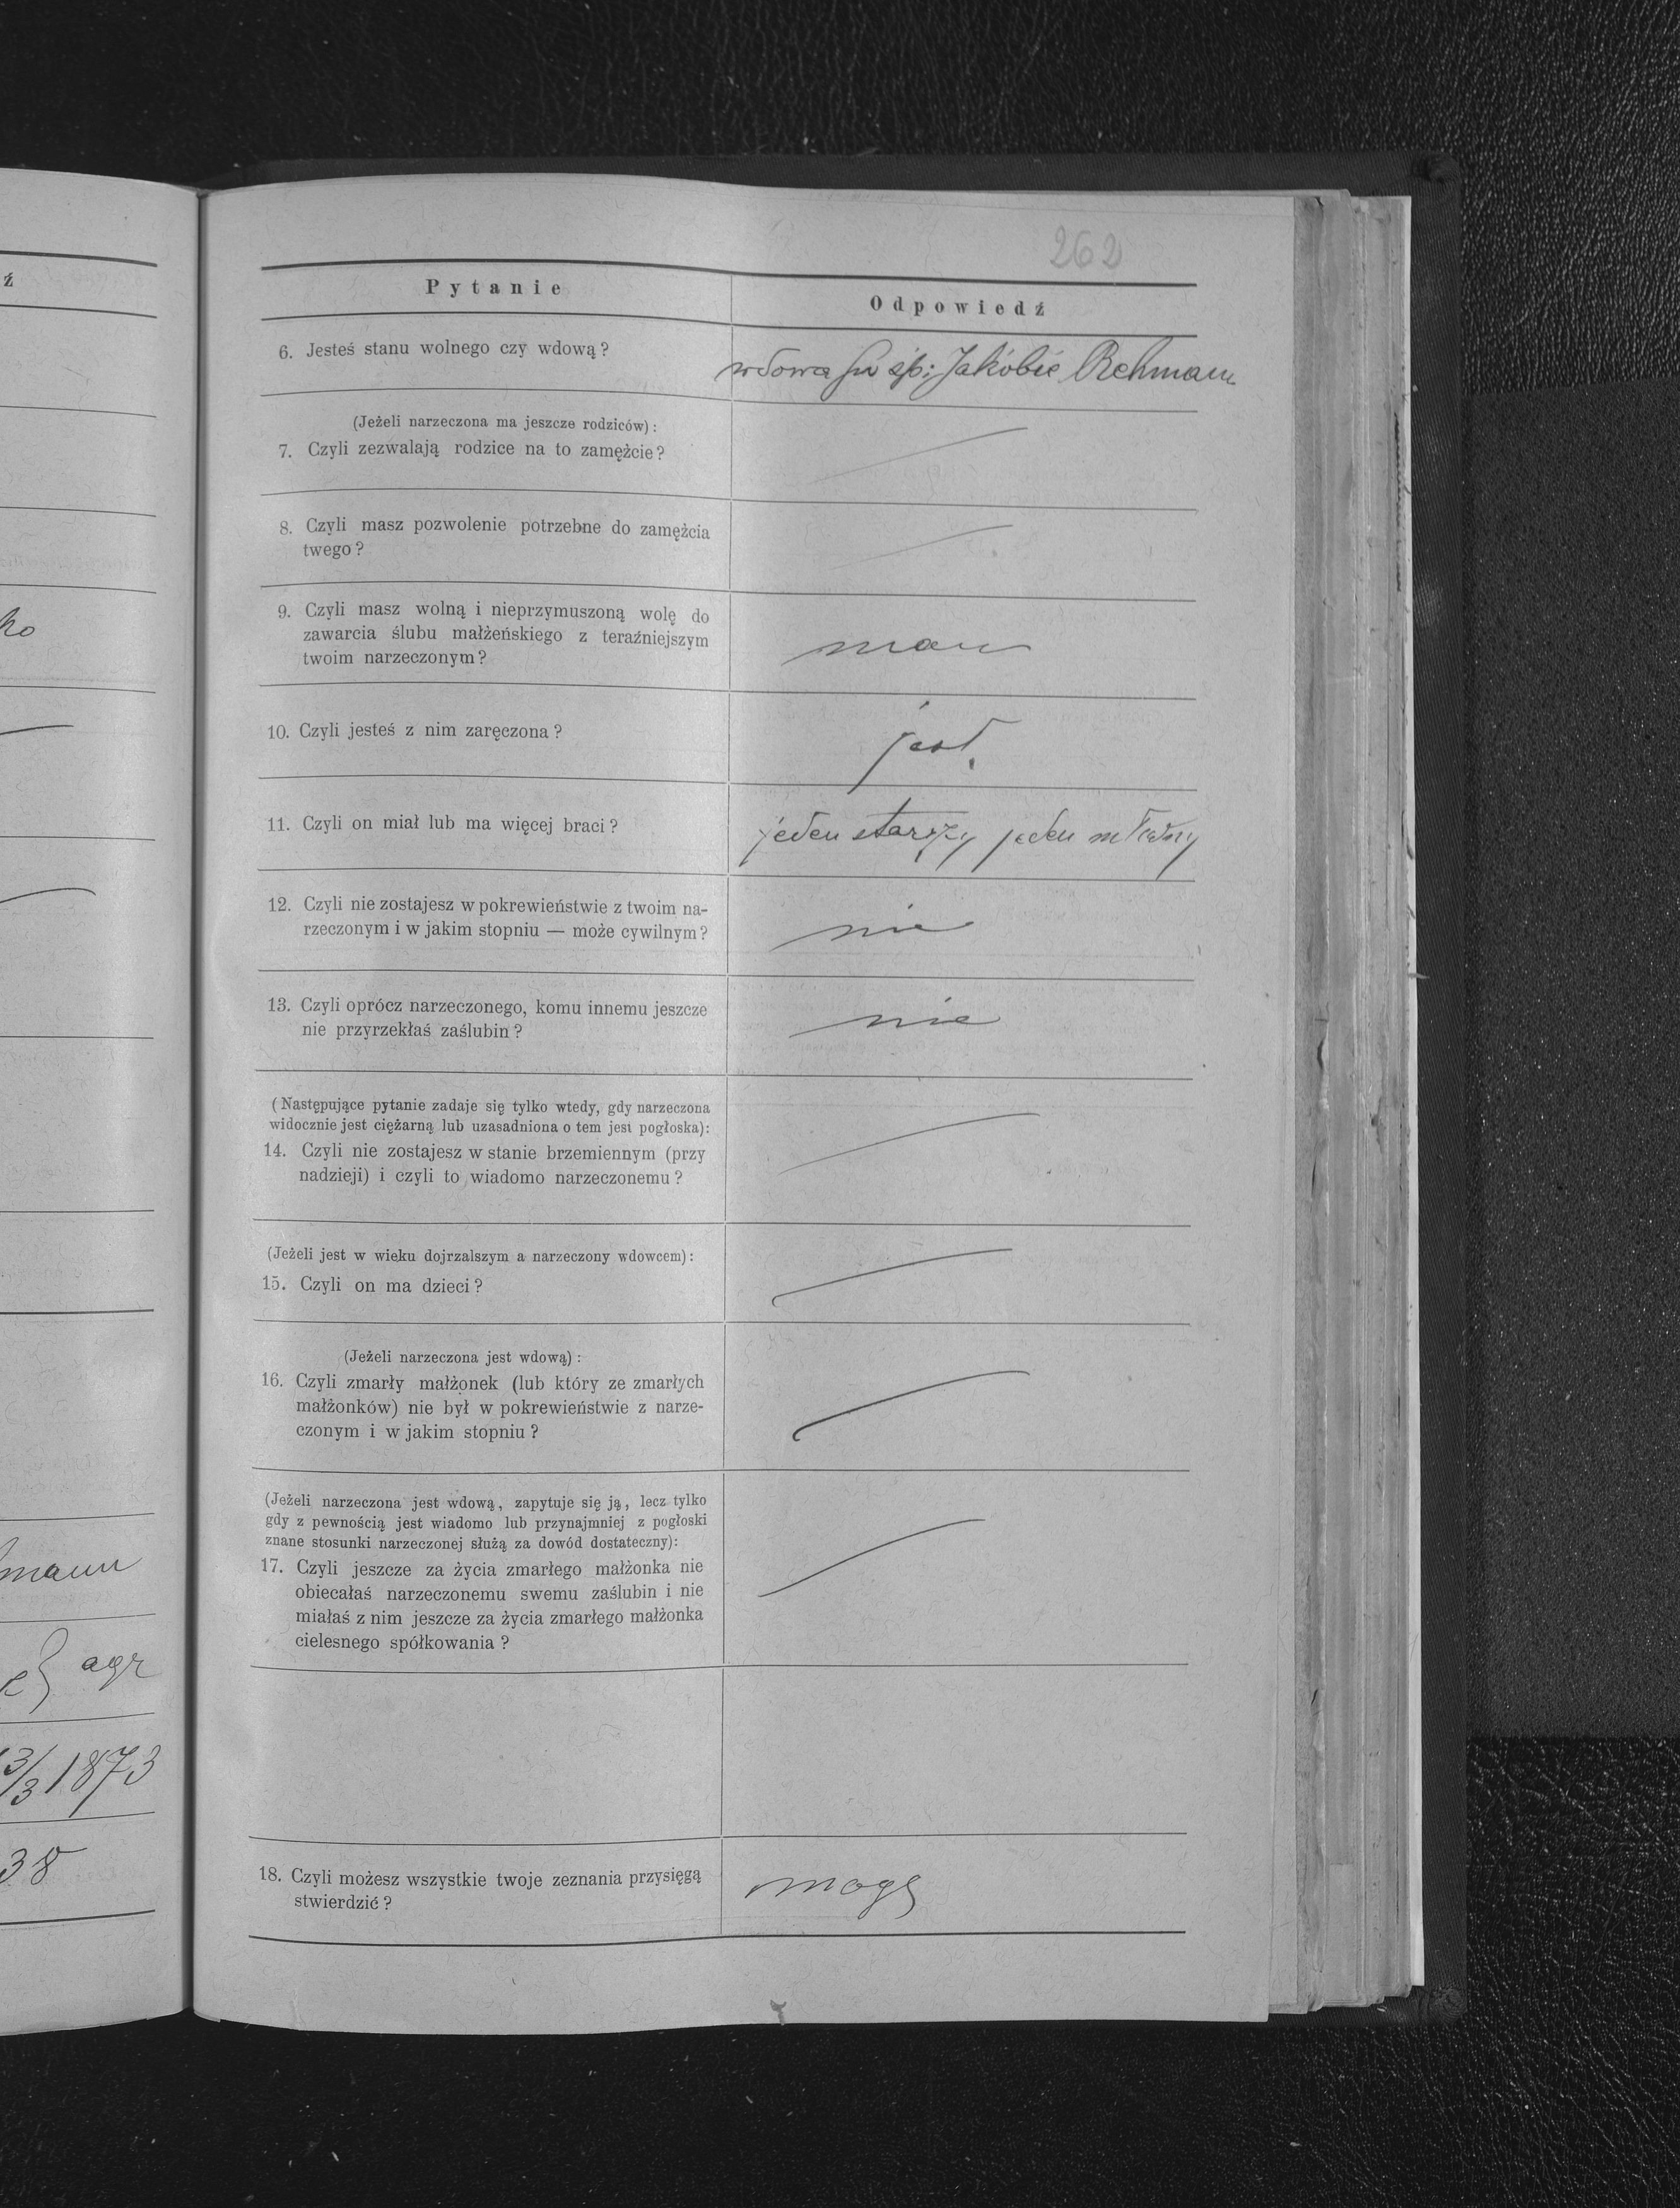 262
ź
Pytanie
Odpowiedź
6. Jesteś stanu wolnego czy wdową?
wdowa po śp: Jakóbie Rehmann
(Jeżeli narzeczona ma jeszcze rodziców):
7. Czyli zezwalają rodzice na to zamęźcie?
8. Czyli masz pozwolenie potrzebne do zamężcia
twego?
9. Czyli masz wolną i nieprzymuszoną wolę do
zawarcia ślubu małżeńskiego z teraźniejszym
twoim narzeczonym?
mam
10. Czyli jesteś z nim zaręczona?
jest
11. Czyli on miał lub ma więcej braci?
jeden starszy jeden
12. Czyli nie zostajesz w pokrewieństwie z twoim na-
rzeczonym i w jakim stopniu — może cywilnym?
nie
13. Czyli oprócz narzeczonego, komu innemu jeszcze
nie przyrzekłaś zaślubin?
nie
(Następujące pytanie zadaje się tylko wtedy, gdy narzeczona
widocznie jest ciężarną lub uzasadniona o tem jest pogłoska):
14. Czyli nie zostajesz w stanie brzemiennym (przy
nadzieji) i czyli to wiadomo narzeczonemu?
(Jeżeli jest w wieku dojrzalszym a narzeczony wdowcem):
15. Czyli on ma dzieci?
(Jeżeli narzeczona jest wdową):
16. Czyli zmarły małżonek (lub który ze zmarłych
małżonków) nie był w pokrewieństwie z narze-
czonym i w jakim stopniu?
(Jeżeli narzeczona jest wdową, zapytuje się ją, lecz tylko
gdy z pewnością jest wiadomo lub przynajmniej z pogłoski
znane stosunki narzeczonej służą za dowód dostateczny):
17. Czyli jeszcze za życia zmarłego małżonka nie
obiecałaś narzeczonemu swemu zaślubin i nie
miałaś z nim jeszcze za życia zmarłego małżonka
cielesnego spółkowania?
18. Czyli możesz wszystkie twoje zeznania przysięgą
stwierdzić?
mogę
ko
mann
agr
3/3 1873
38